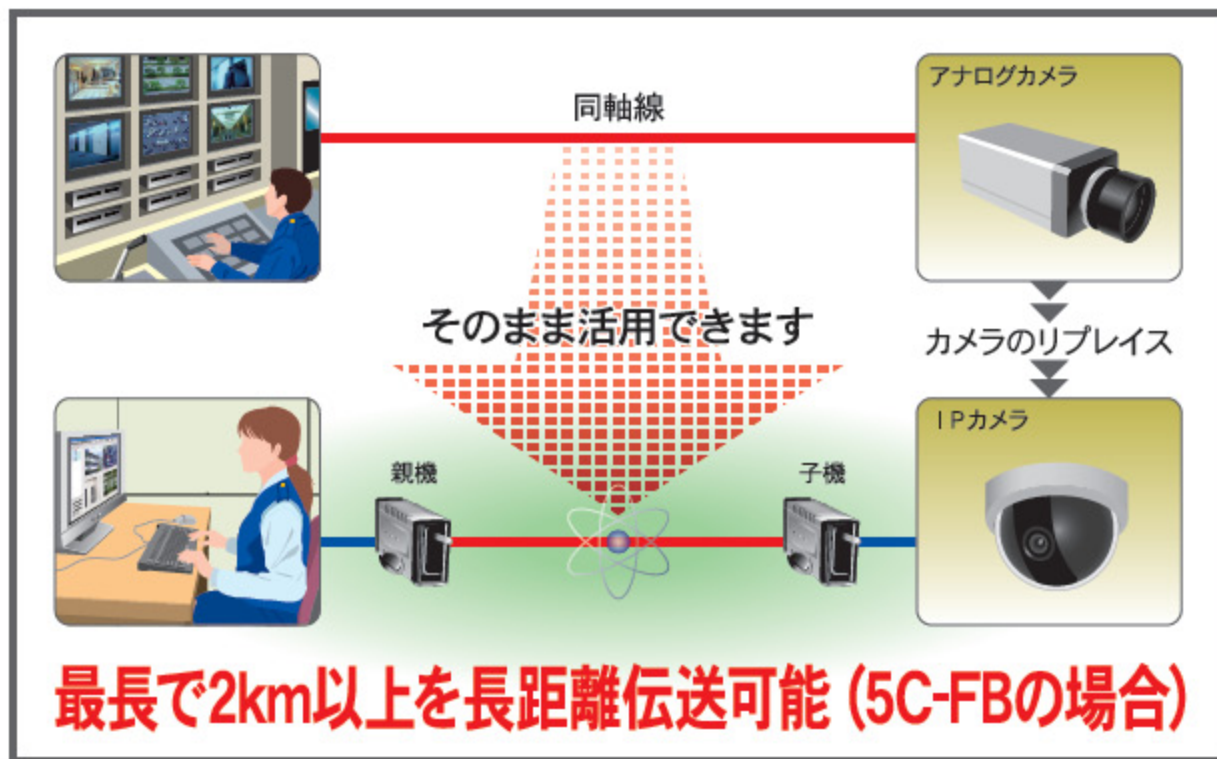 アナログカメラ
同軸線
そのまま活用できます
カメラのリプレイス
IPカメラ
親機
子機
最長で2km以上を長距離伝送可能（5C-FBの場合）